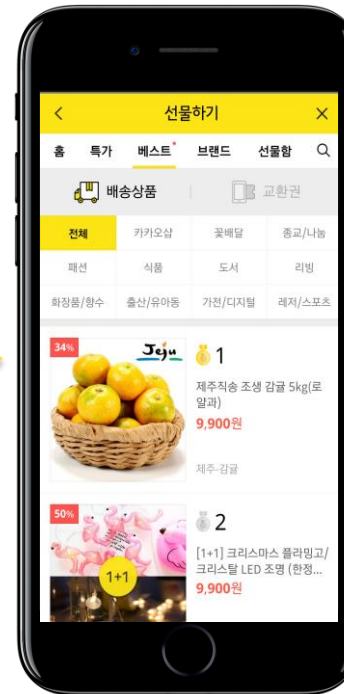 선물하기
홈 특가 베스트 브랜드 선물함
배송상품 교환권
전체 카카오샵 꽃배달 종교/나눔
패션 식품 도서 리빙
화장품/향수 출산/유아동 가전/디지털 레저/스포츠
34%
Jeju
1
제주직송 조생 감귤 5kg(로
얄과)
9,900원
제주-감귤
50%
1+1
2
[1+1] 크리스마스 플라밍고/
크리스탈 LED 조명 (한정...
9,900원